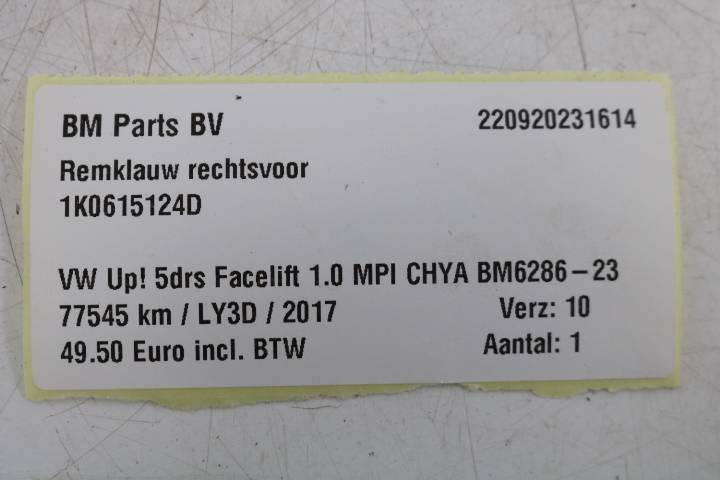 BM Parts BV 220920231614
Remklauw rechtsvoor
1K0615124D
VW Up! 5drs Facelift 1.0 MPI CHYA BM6286-23
77545 km / LY3D / 2017 Verz: 10
49.50 Euro incl. BTW Aantal: 1